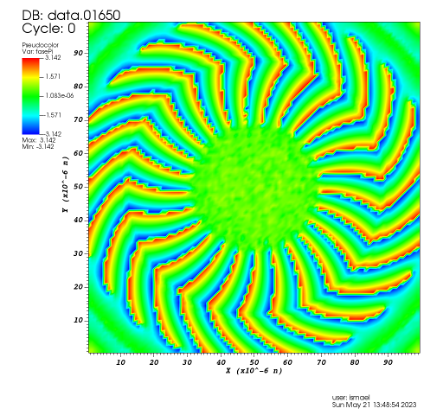 DB: data.01650
Cycle: 0
Pseudocolor
Var: fasePi
3.142
1.571
1.083e-06
-1.571
-3.142
Max: 3.142
Min: -3.142
90
80
70
60
50
40
30
20
10
Y (x10^-6 m)
10 20 30 40 50 60 70 80 90
X (x10^-6 m)
user: ismael
Sun May 21 13:48:54 2023